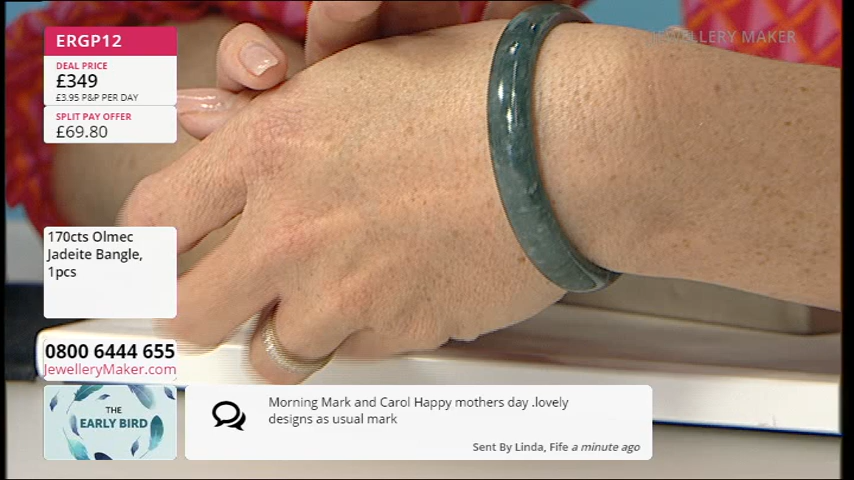 ERGP12
DEAL PRICE
£349
£3.95 P&P PER DAY
SPLIT PAY OFFER
£69.80
JEWELLERY MAKER
170cts Olmec
Jadeite Bangle,
1pcs
0800 6444 655
JewelleryMaker.com
THE
EARLY BIRD
Morning Mark and Carol Happy mothers day .lovely
designs as usual mark
Sent By Linda, Fife a minute ago